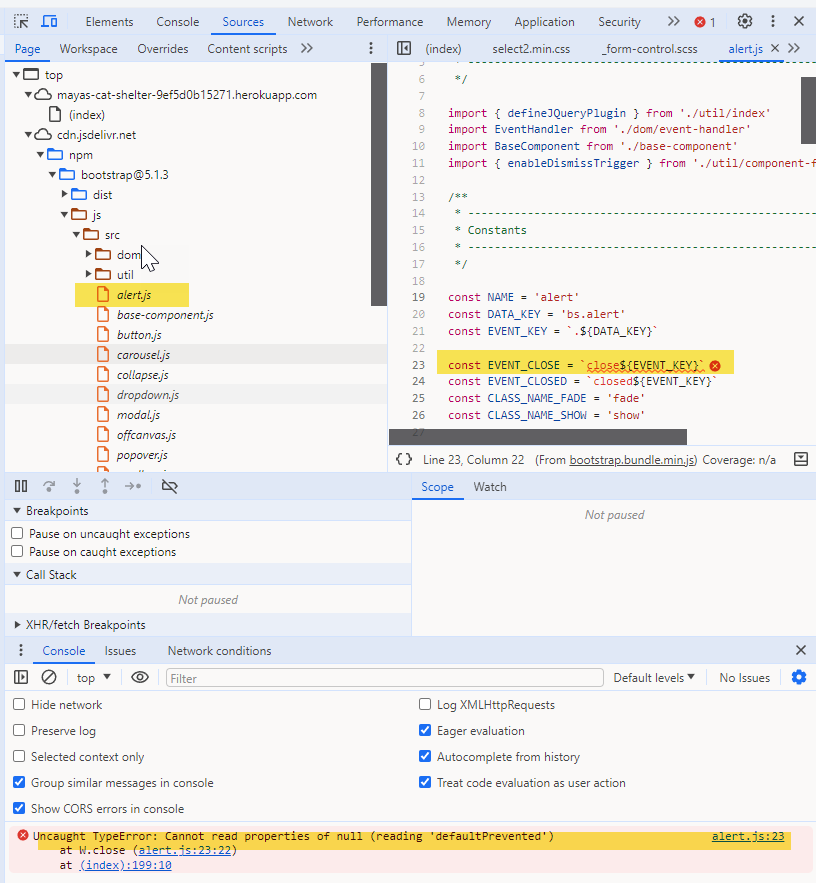 Elements Console Sources Network Performance Memory Application Security 1
Page Workspace Overrides Content scripts
(index) select2.min.css _form-control.scss alert.js
top
mayas-cat-shelter-9ef5d0b15271.herokuapp.com
(index)
cdn.jsdelivr.net
npm
bootstrap@5.1.3
dist
js
src
dom
util
alert.js
base-component.js
button.js
carousel.js
collapse.js
dropdown.js
modal.js
offcanvas.js
popover.js
5 * ------------------------------------------------
6 */
7
8 import { defineJQueryPlugin } from './util/index'
9 import EventHandler from './dom/event-handler'
10 import BaseComponent from './base-component'
11 import { enableDismissTrigger } from './util/component-f
12
13 /**
14 * ------------------------------------------------
15 * Constants
16 * ------------------------------------------------
17 */
18
19 const NAME = 'alert'
20 const DATA_KEY = 'bs.alert'
21 const EVENT_KEY = `.${DATA_KEY}`
22
23 const EVENT_CLOSE = `close${EVENT_KEY}`
24 const EVENT_CLOSED = `closed${EVENT_KEY}`
25 const CLASS_NAME_FADE = 'fade'
26 const CLASS_NAME_SHOW = 'show'
27
{} Line 23, Column 22 (From bootstrap.bundle.min.js) Coverage: n/a
Scope Watch
Not paused
Breakpoints
Pause on uncaught exceptions
Pause on caught exceptions
Call Stack
Not paused
XHR/fetch Breakpoints
Console Issues Network conditions
top Filter Default levels No Issues
Hide network Log XMLHttpRequests
Preserve log Eager evaluation
Selected context only Autocomplete from history
Group similar messages in console Treat code evaluation as user action
Show CORS errors in console
Uncaught TypeError: Cannot read properties of null (reading 'defaultPrevented') alert.js:23
at W.close (alert.js:23:22)
at (index):199:10